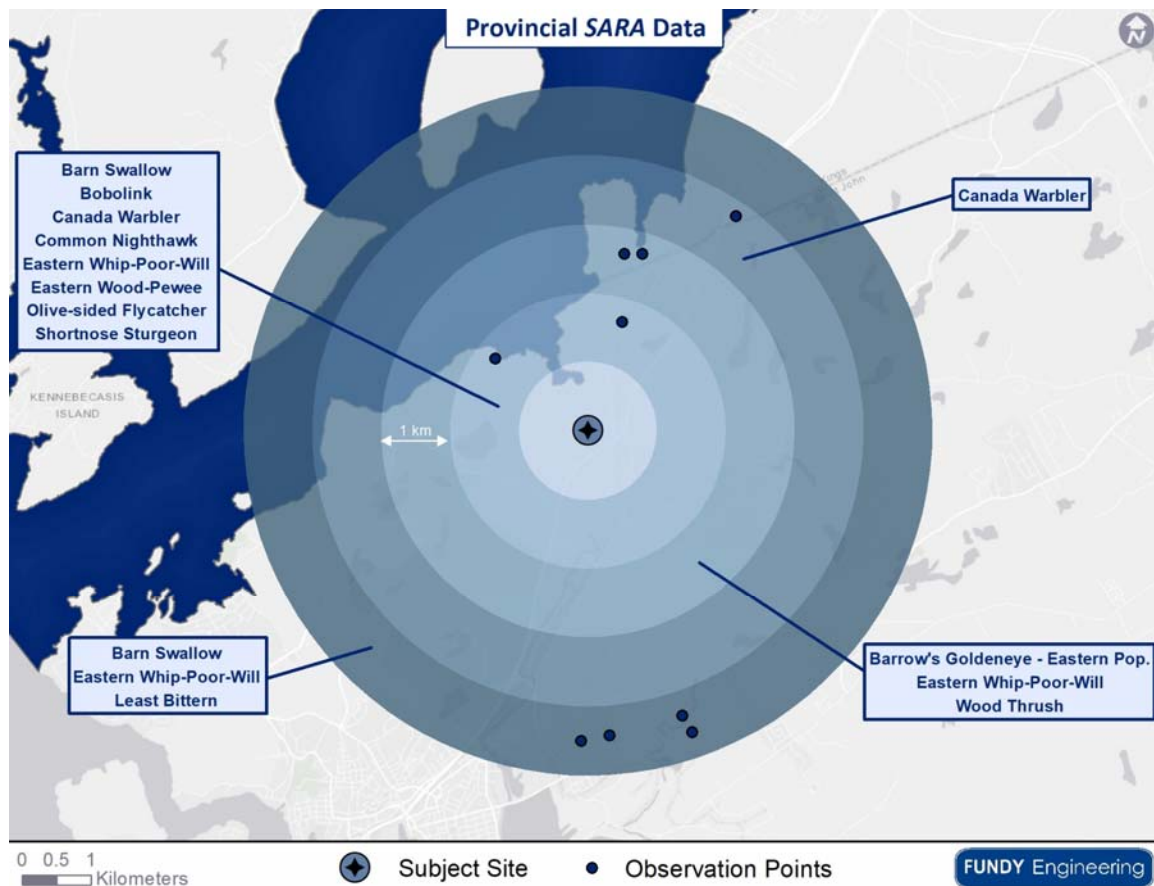 Provincial SARA Data
N
Barn Swallow
Bobolink
Canada Warbler
Common Nighthawk
Eastern Whip-Poor-Will
Eastern Wood-Pewee
Olive-sided Flycatcher
Shortnose Sturgeon
Canada Warbler
KENNEBECASIS
ISLAND
1 km
Barn Swallow
Eastern Whip-Poor-Will
Least Bittern
Barrow's Goldeneye - Eastern Pop.
Eastern Whip-Poor-Will
Wood Thrush
0 0.5 1
Kilometers
Subject Site
Observation Points
FUNDY Engineering